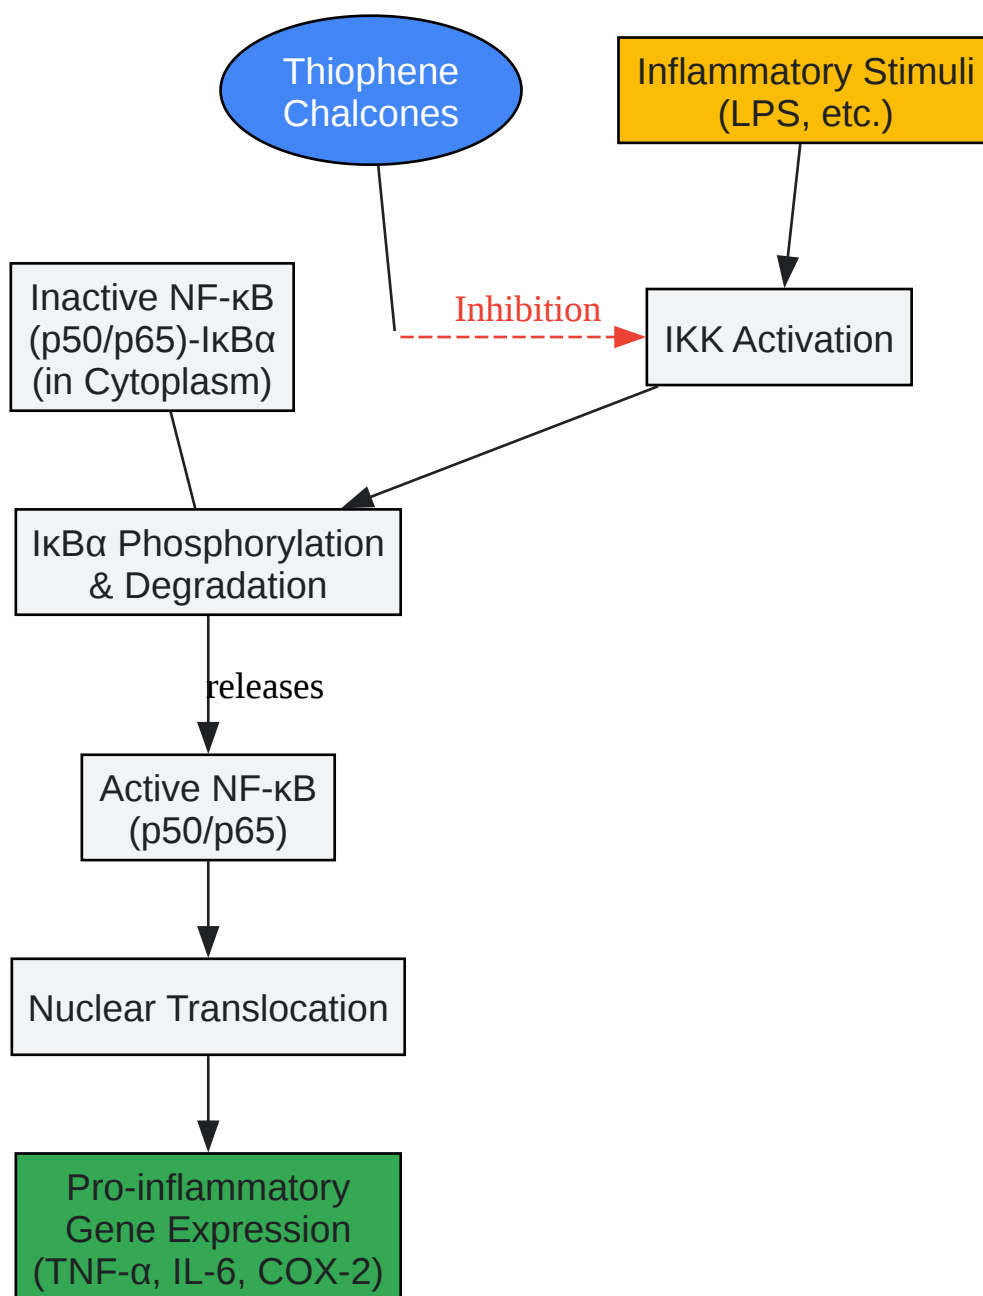 Thiophene
Chalcones
Inflammatory Stimuli
(LPS, etc.)
Inactive NF-κB
(p50/p65)-IκBα
(in Cytoplasm)
Inhibition
IKK Activation
IκBα Phosphorylation
& Degradation
releases
Active NF-κB
(p50/p65)
Nuclear Translocation
Pro-inflammatory
Gene Expression
(TNF-α, IL-6, COX-2)